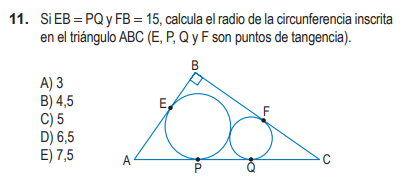 11. Si EB = PQ y FB = 15, calcula el radio de la circunferencia inscrita
en el triángulo ABC (E, P, Q y F son puntos de tangencia).
A) 3
B) 4,5
C) 5
D) 6,5
E) 7,5
B
E
F
A
P
Q
C